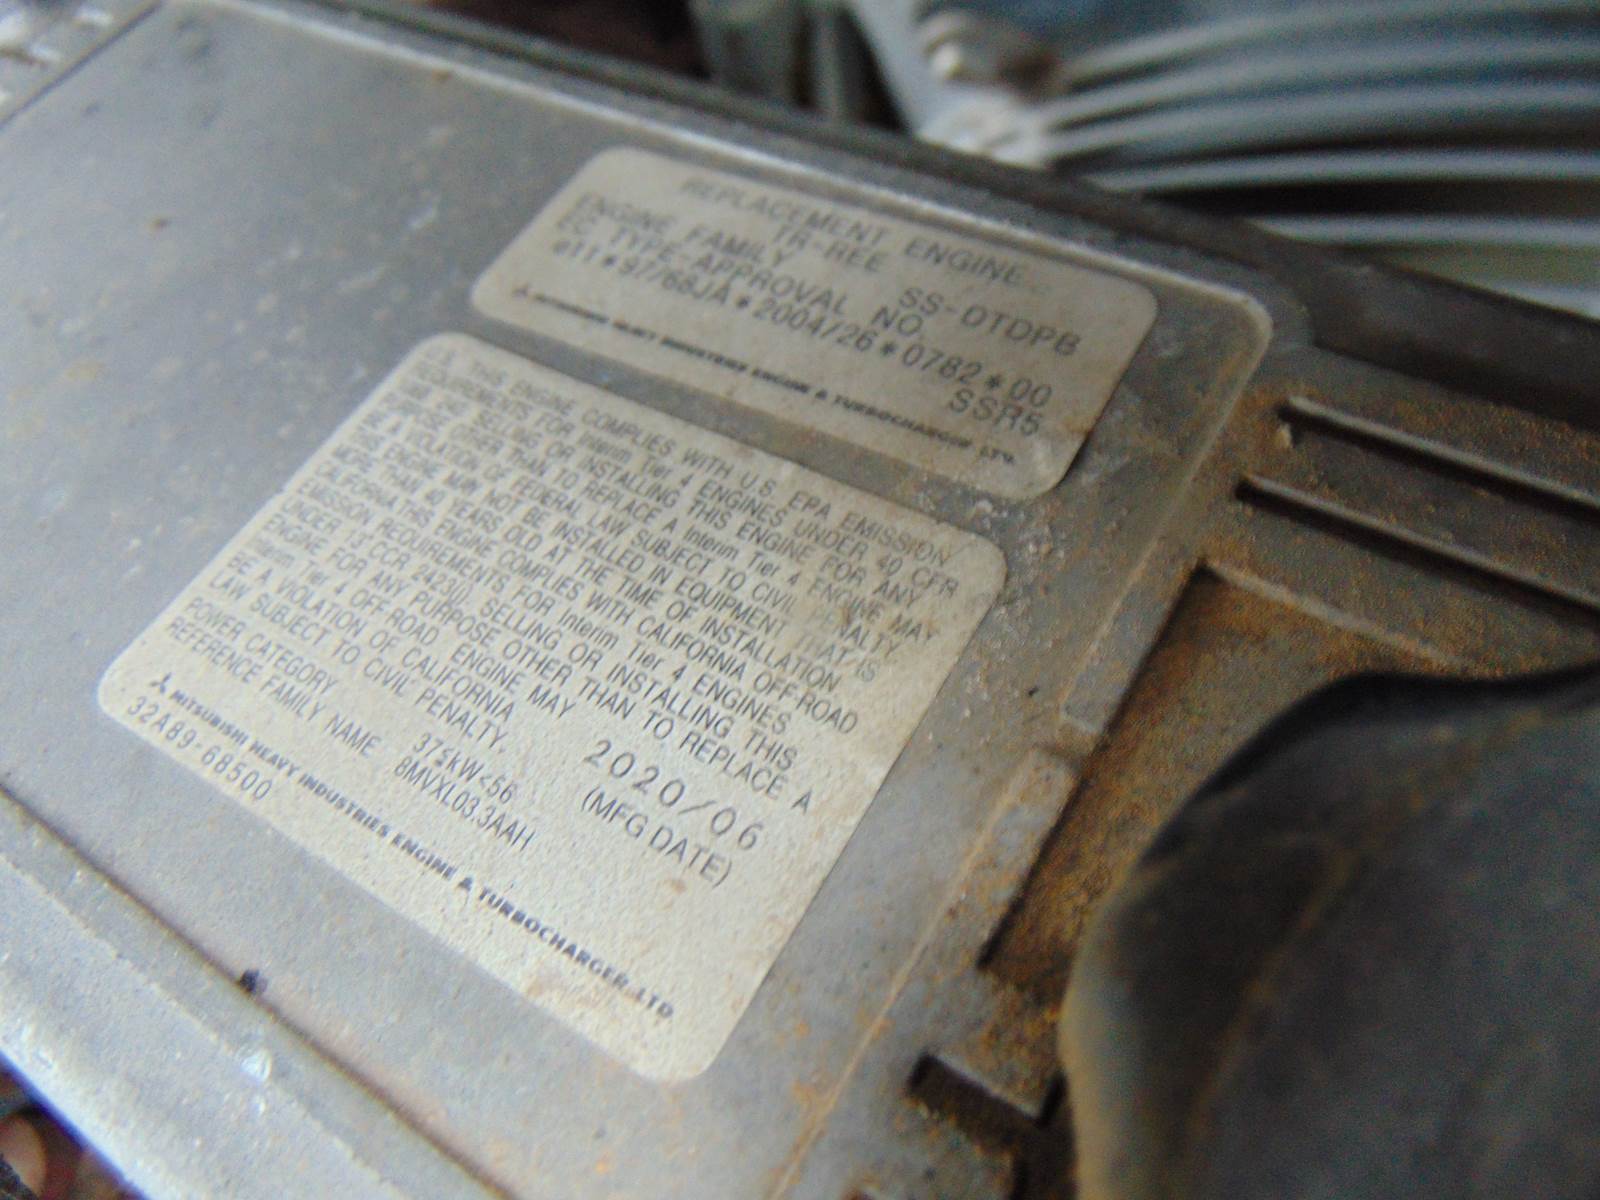 REPLACEMENT ENGINE
TR-REE
ENGINE FAMILY SS-DTDPB
EC TYPE-APPROVAL NO.
e11*97/68JA*2004/26*0782*00
SSR5
MITSUBISHI HEAVY INDUSTRIES ENGINE & TURBOCHARGER, LTD.
U.S. THIS ENGINE COMPLIES WITH U.S. EPA EMISSION
REQUIREMENTS FOR Interim Tier 4 ENGINES UNDER 40 CFR
SELLING OR INSTALLING THIS ENGINE FOR ANY
OTHER THAN TO REPLACE A Interim Tier 4 ENGINE MAY
BE A VIOLATION OF FEDERAL LAW SUBJECT TO CIVIL PENALTY.
THIS ENGINE MAY NOT BE INSTALLED IN EQUIPMENT THAT IS
MORE THAN 40 YEARS OLD AT THE TIME OF INSTALLATION
CALIFORNIA THIS ENGINE COMPLIES WITH CALIFORNIA OFF-ROAD
EMISSION REQUIREMENTS FOR Interim Tier 4 ENGINES
UNDER 13 CCR 2423(j). SELLING OR INSTALLING THIS
ENGINE FOR ANY PURPOSE OTHER THAN TO REPLACE A
Interim Tier 4 OFF-ROAD ENGINE MAY
BE A VIOLATION OF CALIFORNIA
LAW SUBJECT TO CIVIL PENALTY.
2020/06
(MFG DATE)
POWER CATEGORY 37≤kW<56
REFERENCE FAMILY NAME 8MVXL03.3AAH
MITSUBISHI HEAVY INDUSTRIES ENGINE & TURBOCHARGER, LTD.
32A89-68500